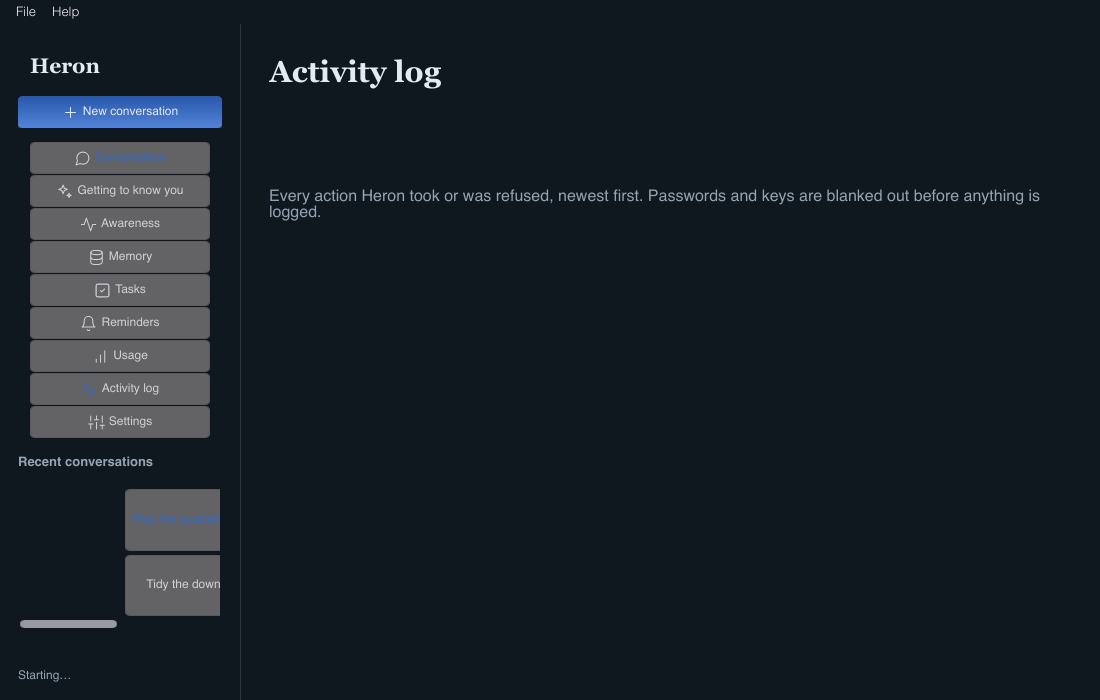 File Help
Heron
New conversation
Getting to know you
Awareness
Memory
Tasks
Reminders
Usage
Activity log
Settings
Recent conversations
Tidy the down
Starting...
Activity log
Every action Heron took or was refused, newest first. Passwords and keys are blanked out before anything is
logged.